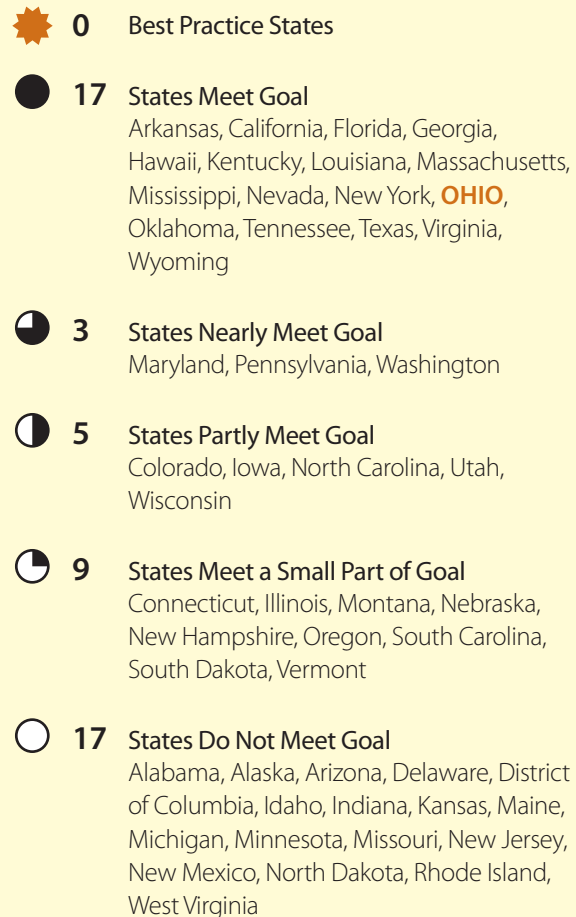 0 Best Practice States
17 States Meet Goal
Arkansas, California, Florida, Georgia,
Hawaii, Kentucky, Louisiana, Massachusetts,
Mississippi, Nevada, New York, OHIO,
Oklahoma, Tennessee, Texas, Virginia,
Wyoming
3 States Nearly Meet Goal
Maryland, Pennsylvania, Washington
5 States Partly Meet Goal
Colorado, Iowa, North Carolina, Utah,
Wisconsin
9 States Meet a Small Part of Goal
Connecticut, Illinois, Montana, Nebraska,
New Hampshire, Oregon, South Carolina,
South Dakota, Vermont
17 States Do Not Meet Goal
Alabama, Alaska, Arizona, Delaware, District
of Columbia, Idaho, Indiana, Kansas, Maine,
Michigan, Minnesota, Missouri, New Jersey,
New Mexico, North Dakota, Rhode Island,
West Virginia